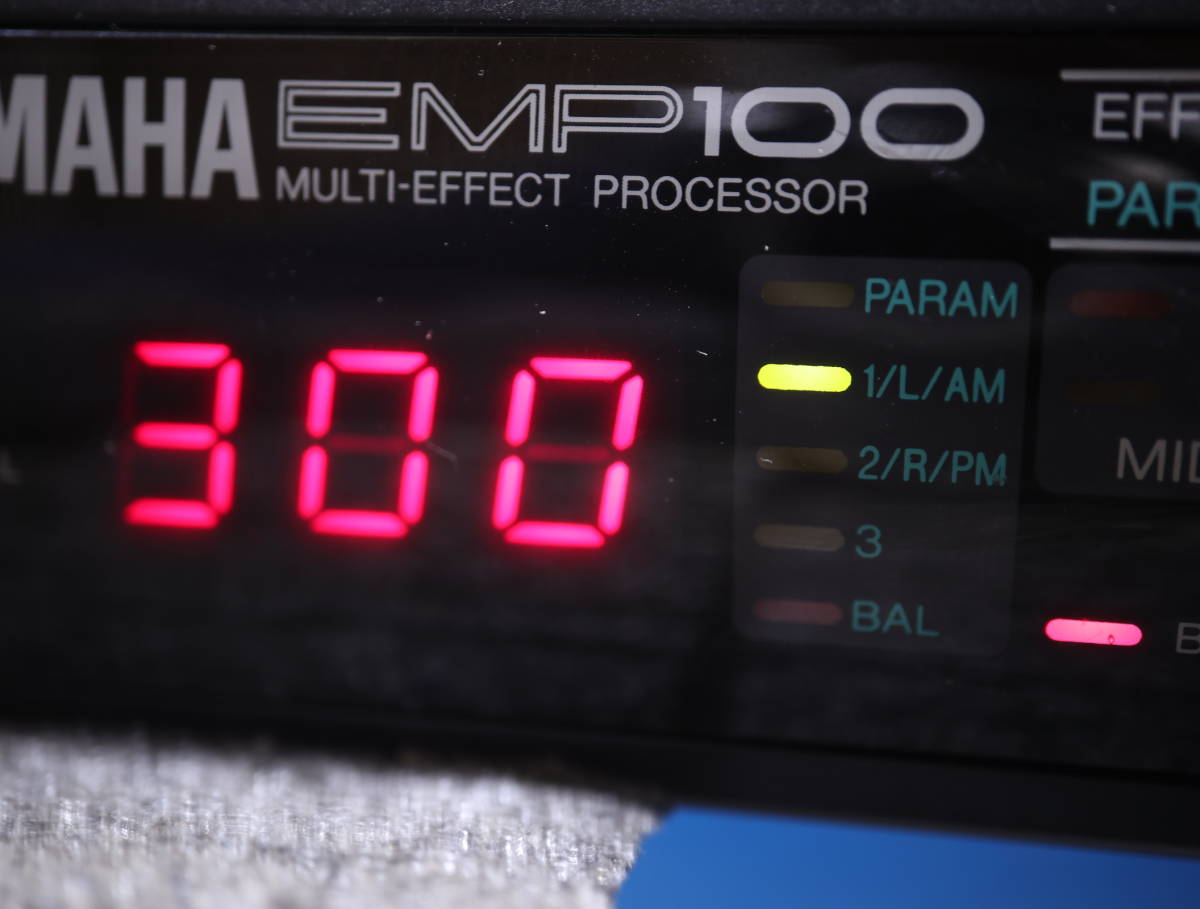 MAHA EMP100
MULTI-EFFECT PROCESSOR
EFF
PAR
300
PARAM
1/L/AM
2/R/PM
3
BAL
MID
B